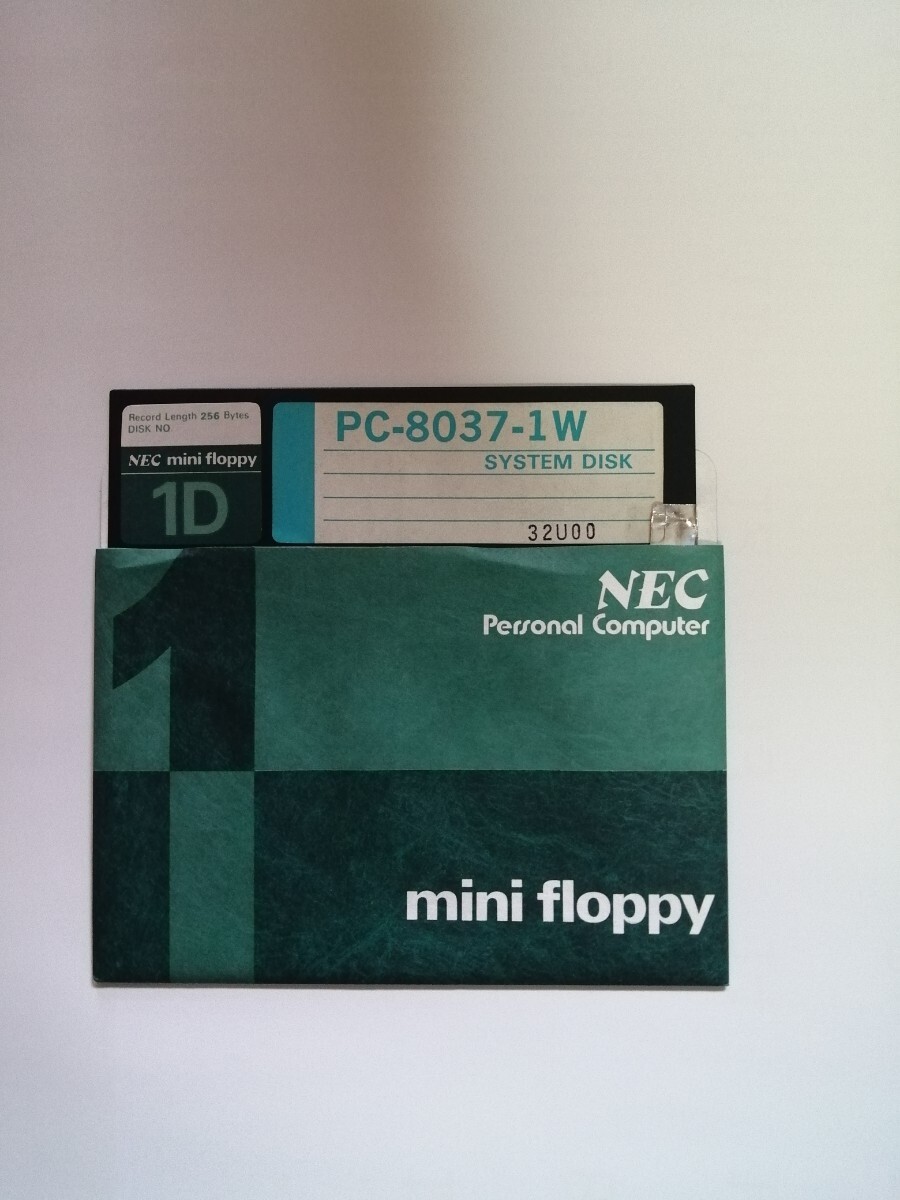 Record Length 256 Bytes
DISK NO
NEC mini floppy
1D
PC-8037-1W
SYSTEM DISK
32U00
1
NEC
Personal Computer
mini floppy